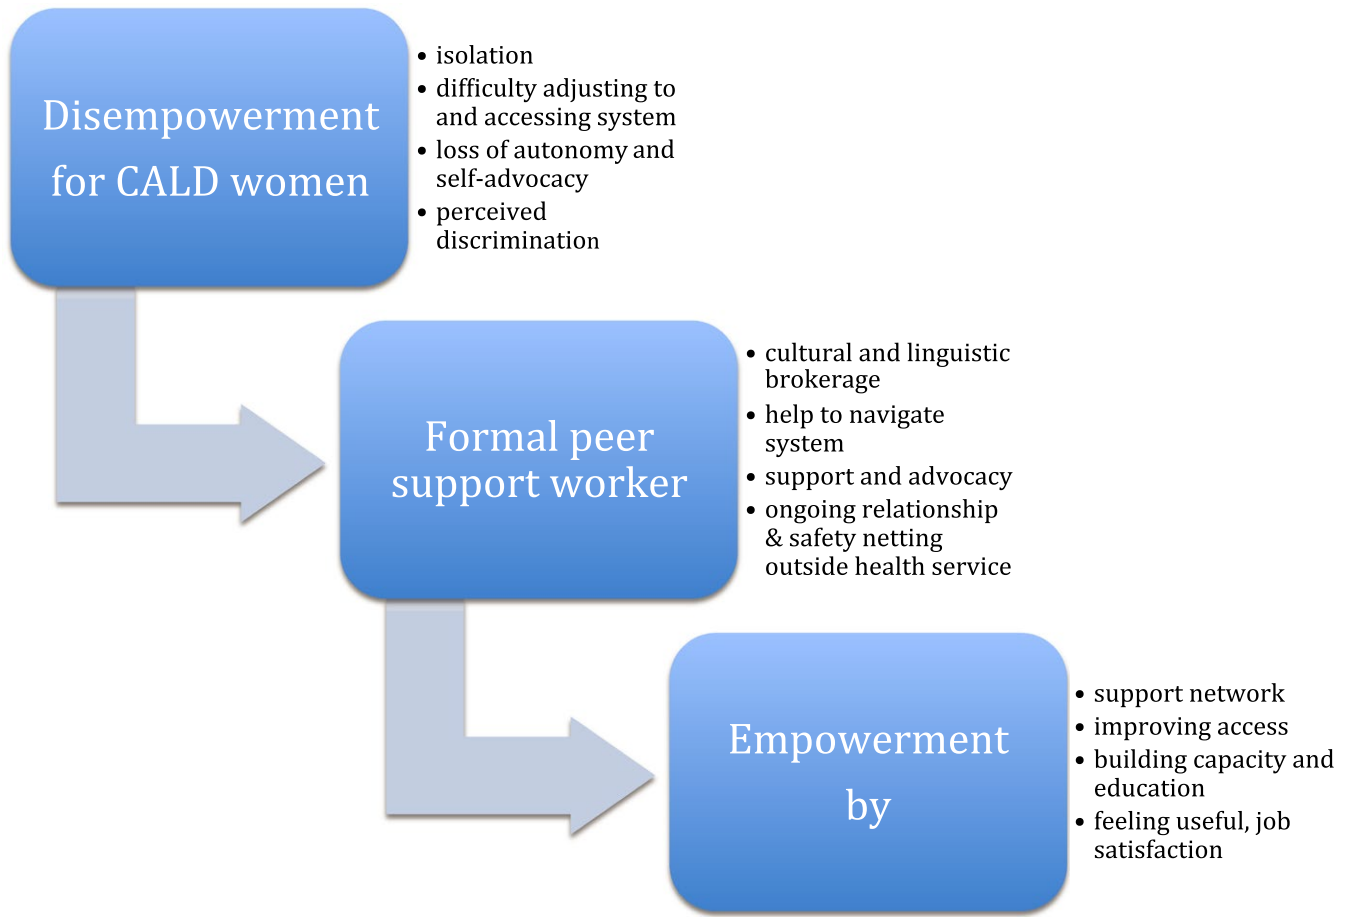 Disempowerment
for CALD women
• isolation
• difficulty adjusting to
and accessing system
• loss of autonomy and
self-advocacy
• perceived
discrimination
Formal peer
support worker
• cultural and linguistic
brokerage
• help to navigate
system
• support and advocacy
• ongoing relationship
& safety netting
outside health service
Empowerment
by
• support network
• improving access
• building capacity and
education
• feeling useful, job
satisfaction